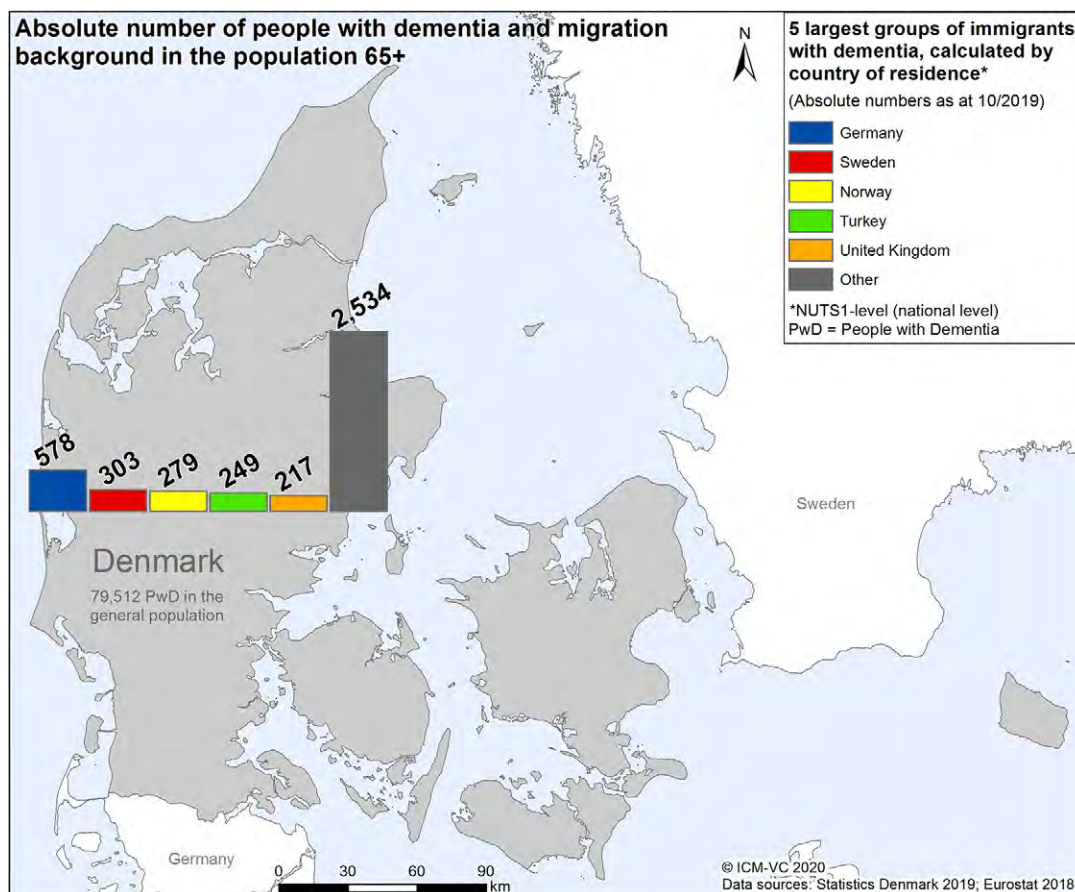 Absolute number of people with dementia and migration
background in the population 65+
N
5 largest groups of immigrants
with dementia, calculated by
country of residence*
(Absolute numbers as at 10/2019)
Germany
Sweden
Norway
Turkey
United Kingdom
Other
*NUTS1-level (national level)
PwD = People with Dementia
578
303
279
249
217
2,534
Denmark
79,512 PwD in the
general population
Sweden
Germany
0 30 60 90
km
© ICM-VC 2020
Data sources: Statistics Denmark 2019; Eurostat 2018